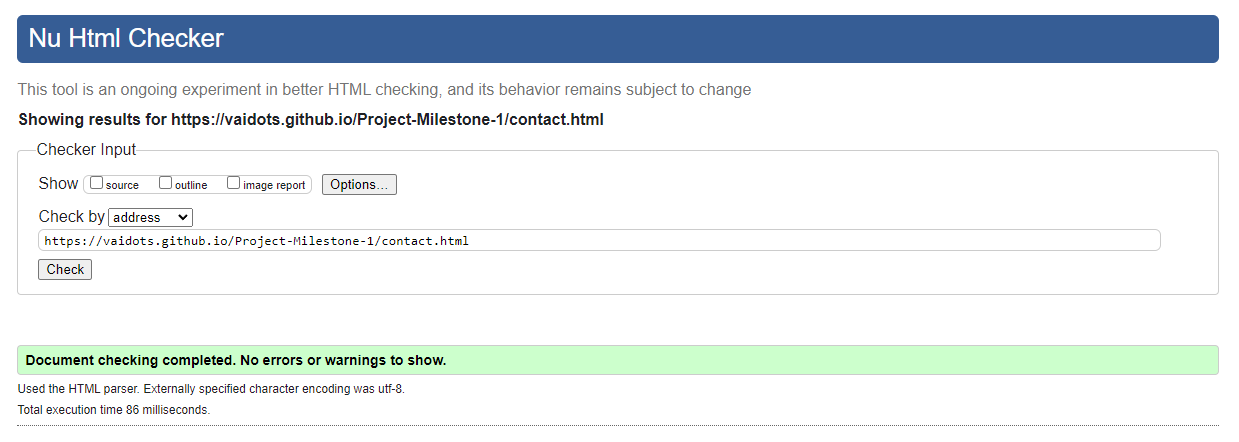 Nu Html Checker
This tool is an ongoing experiment in better HTML checking, and its behavior remains subject to change
Showing results for https://vaidots.github.io/Project-Milestone-1/contact.html
Checker Input
Show source outline image report Options...
Check by address
https://vaidots.github.io/Project-Milestone-1/contact.html
Check
Document checking completed. No errors or warnings to show.
Used the HTML parser. Externally specified character encoding was utf-8.
Total execution time 86 milliseconds.